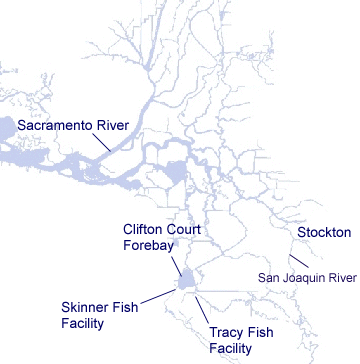 Sacramento River
Clifton Court
Forebay
Stockton
San Joaquin River
Skinner Fish
Facility
Tracy Fish
Facility